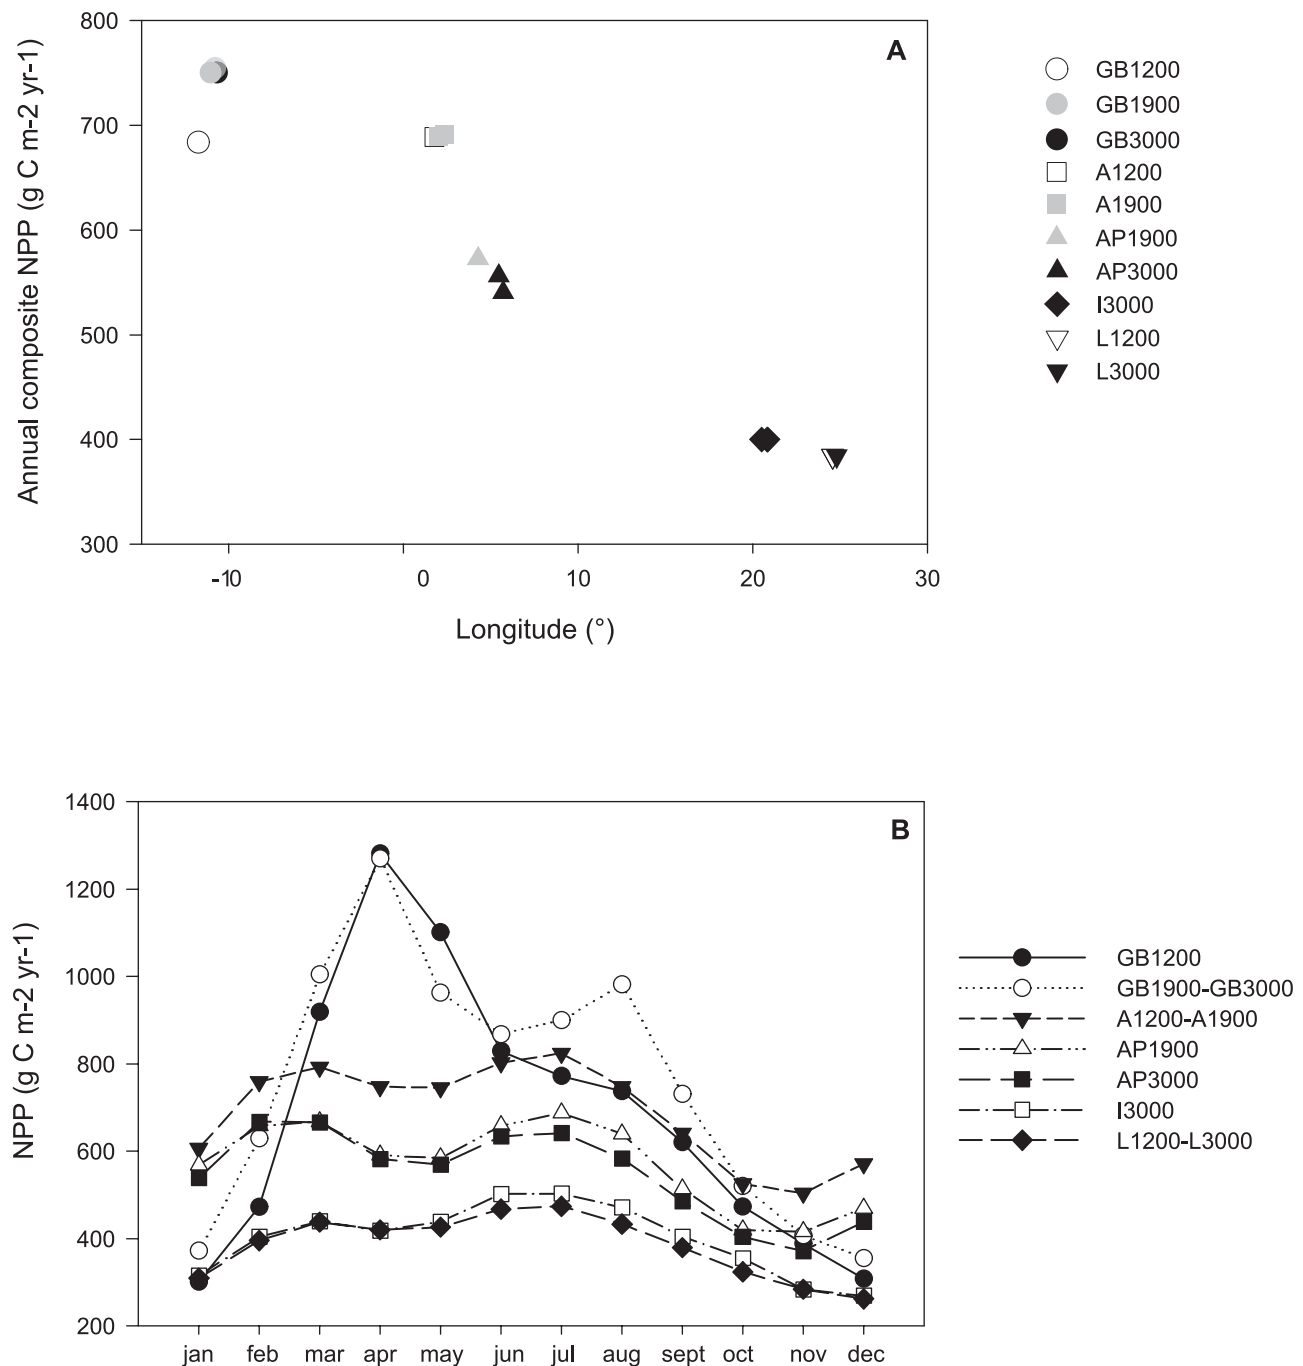 800
700
600
500
400
300
Annual composite NPP (g C m-2 yr-1)
A
-10
0
10
20
30
Longitude (°)
GB1200
GB1900
GB3000
A1200
A1900
AP1900
AP3000
I3000
L1200
L3000
1400
1200
1000
800
600
400
200
NPP (g C m-2 yr-1)
B
jan
feb
mar
apr
may
jun
jul
aug
sept
oct
nov
dec
GB1200
GB1900-GB3000
A1200-A1900
AP1900
AP3000
I3000
L1200-L3000